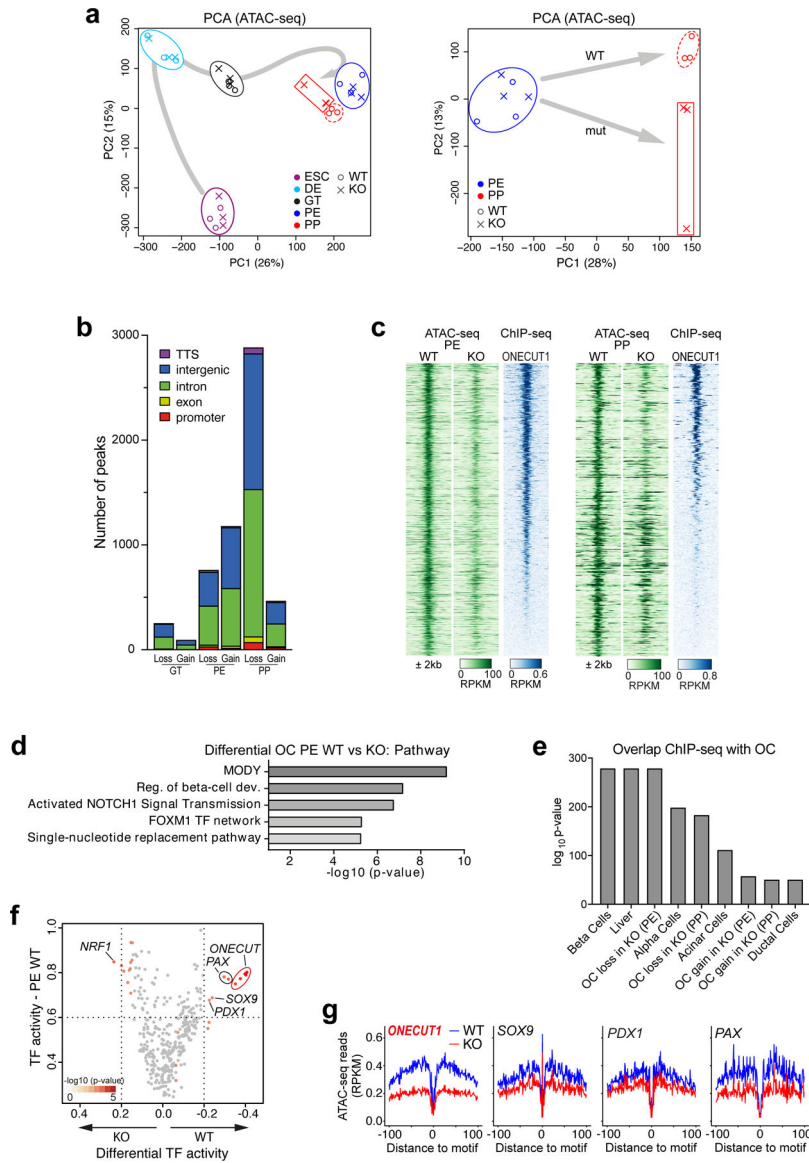 a
PCA (ATAC-seq)
PC2 (15%)
200
100
0
−100
−200
−300
−300 −200 −100 0 100 200
PC1 (26%)
ESC
DE
GT
PE
PP
WT
KO
PCA (ATAC-seq)
PC2 (13%)
100
0
−100
−200
−200 −150 −100 −50 0 50 100 150
PC1 (28%)
WT
mut
PE
PP
WT
KO
b
Number of peaks
3000
2000
1000
0
TTS
intergenic
intron
exon
promoter
Loss Gain Loss Gain Loss Gain
GT PE PP
c
ATAC-seq ChIP-seq ATAC-seq ChIP-seq
PE PP
WT KO ONECUT1 WT KO ONECUT1
± 2kb 0 100 0 0.6 ± 2kb 0 100 0 0.8
RPKM RPKM RPKM RPKM
d
Differential OC PE WT vs KO: Pathway
MODY
Reg. of beta-cell dev.
Activated NOTCH1 Signal Transmission
FOXM1 TF network
Single-nucleotide replacement pathway
2 4 6 8 10
-log10 (p-value)
e
Overlap ChIP-seq with OC
log10 p-value
300
200
100
0
Beta Cells
Liver
OC loss in KO (PE)
Alpha Cells
OC loss in KO (PP)
Acinar Cells
OC gain in KO (PE)
OC gain in KO (PP)
Ductal Cells
f
TF activity - PE WT
1.0
0.8
0.6
0.4
NRF1
ONECUT
PAX
SOX9
PDX1
-log10 (p-value)
0 5
0.4 0.2 0.0 -0.2 -0.4
KO WT
Differential TF activity
g
ATAC-seq reads
(RPKM)
0.6
0.4
0.2
0.0
ONECUT1 WT
KO
SOX9
PDX1
PAX
-100 0 100 -100 0 100 -100 0 100 -100 0 100
Distance to motif Distance to motif Distance to motif Distance to motif